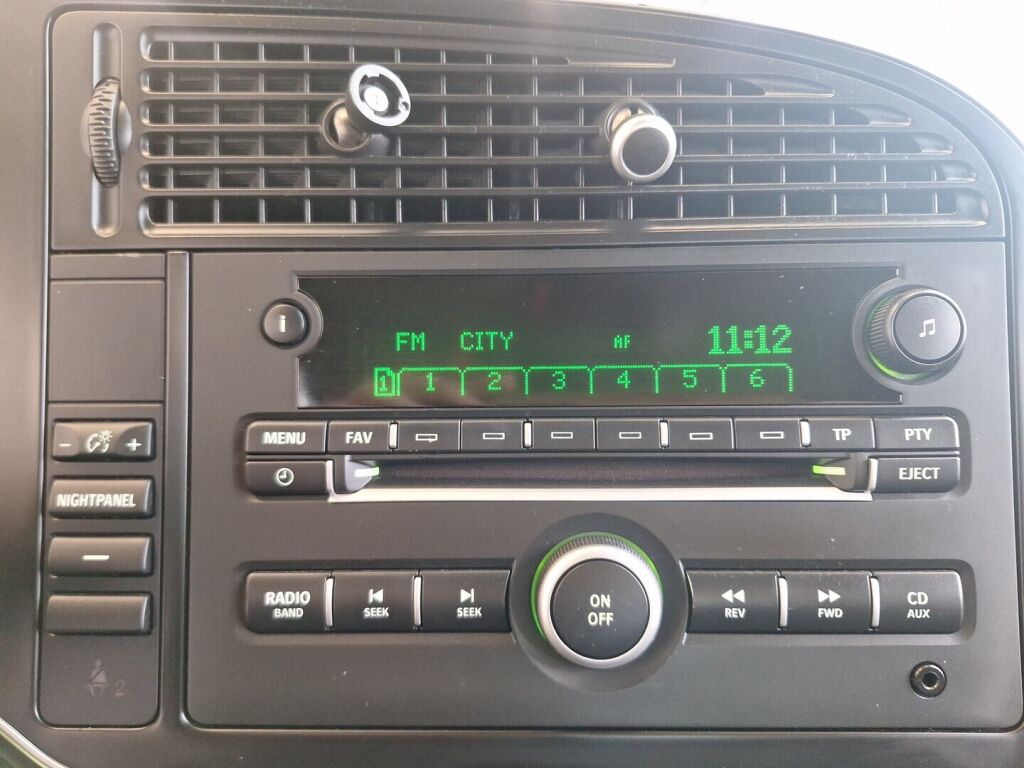 i
FM CITY AF 11:12
1 1 2 3 4 5 6
MENU FAV TP PTY
- +
EJECT
NIGHTPANEL
RADIO
BAND
SEEK
SEEK
ON
OFF
REV
FWD
CD
AUX
2